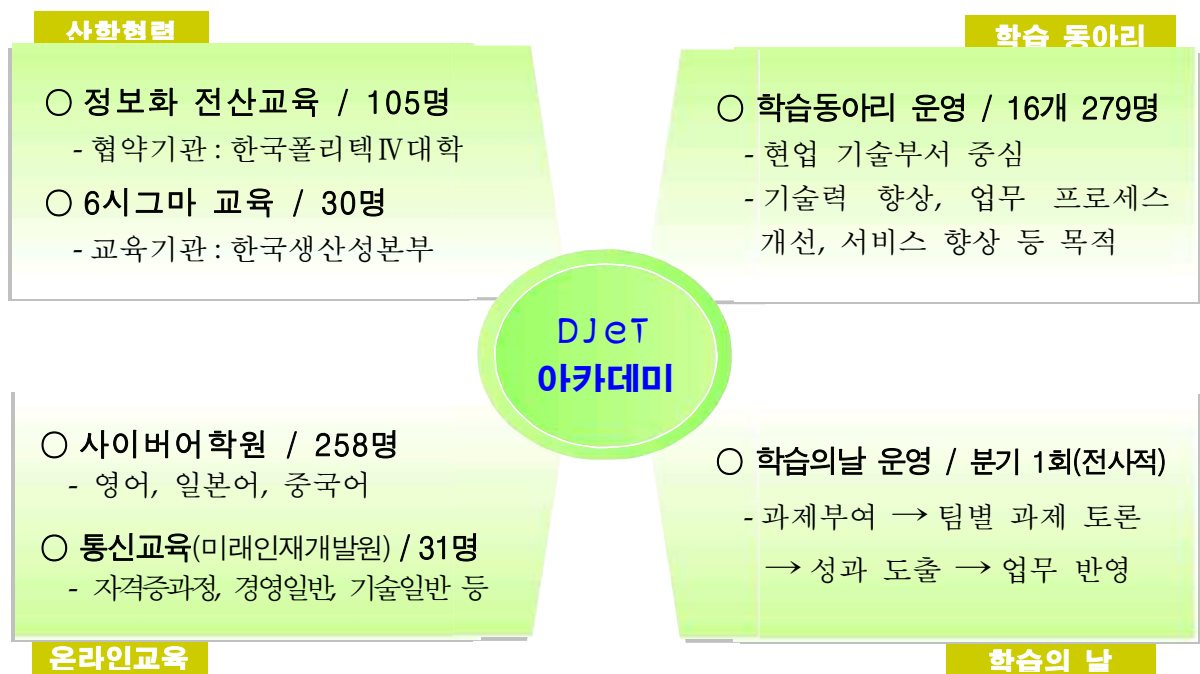 산학협력
○ 정보화 전산교육 / 105명
- 협약기관 : 한국폴리텍Ⅳ대학
○ 6시그마 교육 / 30명
- 교육기관 : 한국생산성본부
학습 동아리
○ 학습동아리 운영 / 16개 279명
- 현업 기술부서 중심
- 기술력 향상, 업무 프로세스
개선, 서비스 향상 등 목적
DJeT
아카데미
○ 사이버어학원 / 258명
- 영어, 일본어, 중국어
○ 통신교육(미래인재개발원) / 31명
- 자격증과정, 경영일반, 기술일반 등
온라인교육
○ 학습의날 운영 / 분기 1회(전사적)
- 과제부여 → 팀별 과제 토론
→ 성과 도출 → 업무 반영
학습의 날